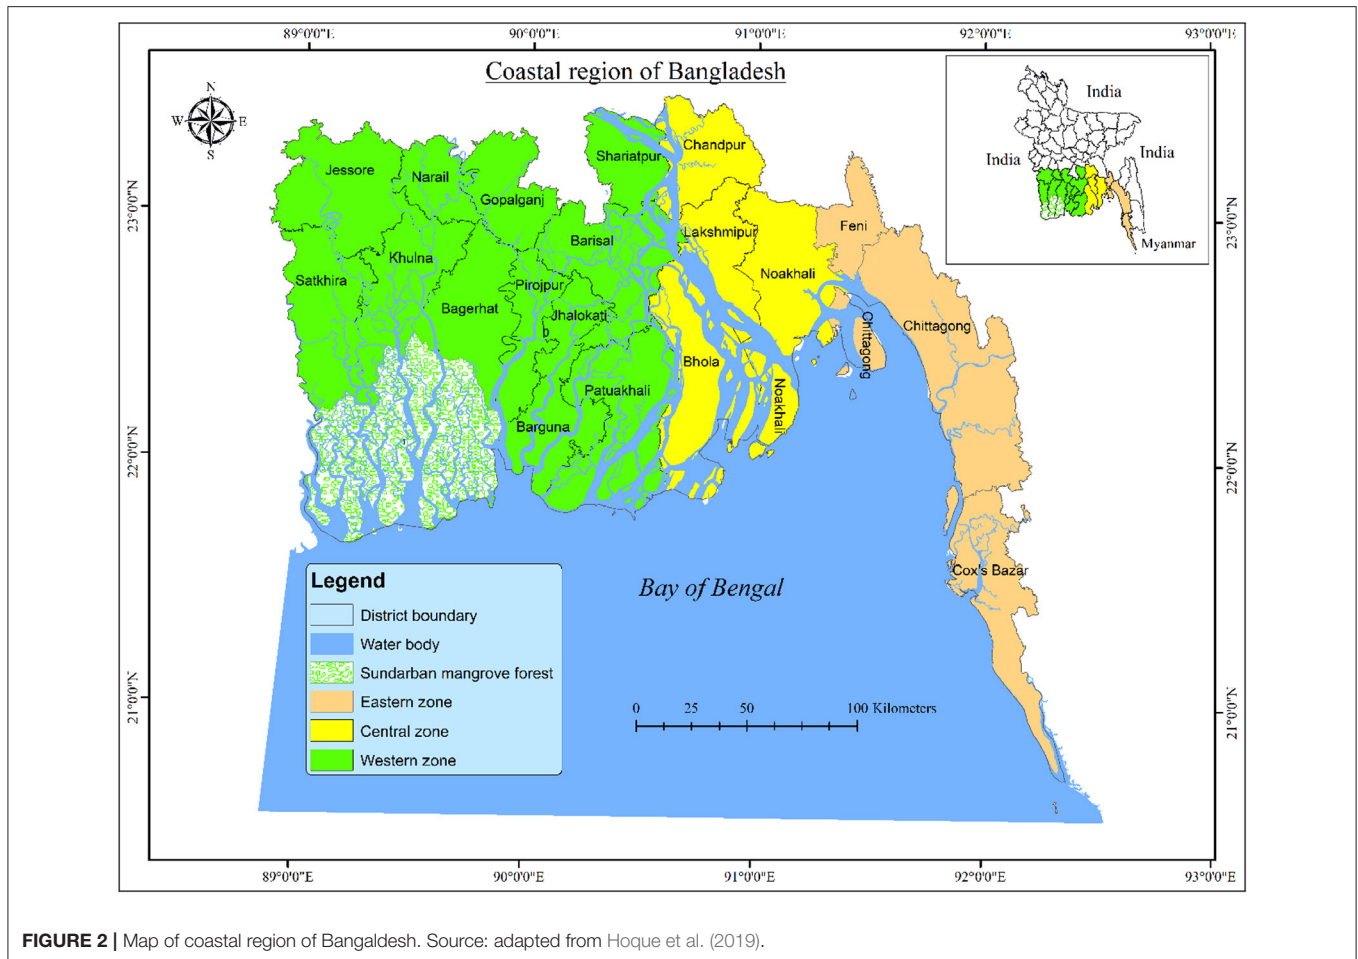 89°0'0"E 90°0'0"E 91°0'0"E 92°0'0"E 93°0'0"E
Coastal region of Bangladesh
N
W E
S
India
India
India
Myanmar
23°0'0"N
22°0'0"N
21°0'0"N
23°0'0"N
22°0'0"N
21°0'0"N
Chandpur
Shariatpur
Jessore
Narail
Gopalganj
Feni
Lakshmipur
Barisal
Khulna
Noakhali
Satkhira
Pirojpur
Bagerhat
Jhalokati
b
Chittagong
Chittagong
Bhola
Patuakhali
Noakhali
Barguna
Cox's Bazar
Bay of Bengal
Legend
District boundary
Water body
Sundarban mangrove forest
Eastern zone
Central zone
Western zone
0 25 50 100 Kilometers
89°0'0"E 90°0'0"E 91°0'0"E 92°0'0"E 93°0'0"E
FIGURE 2 | Map of coastal region of Bangaldesh. Source: adapted from Hoque et al. (2019).